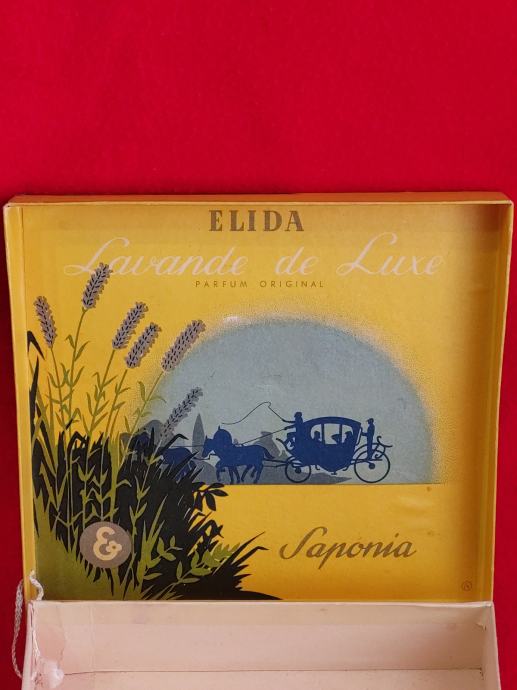 ELIDA
Lavande de Luxe
PARFUM ORIGINAL
&
Saponia